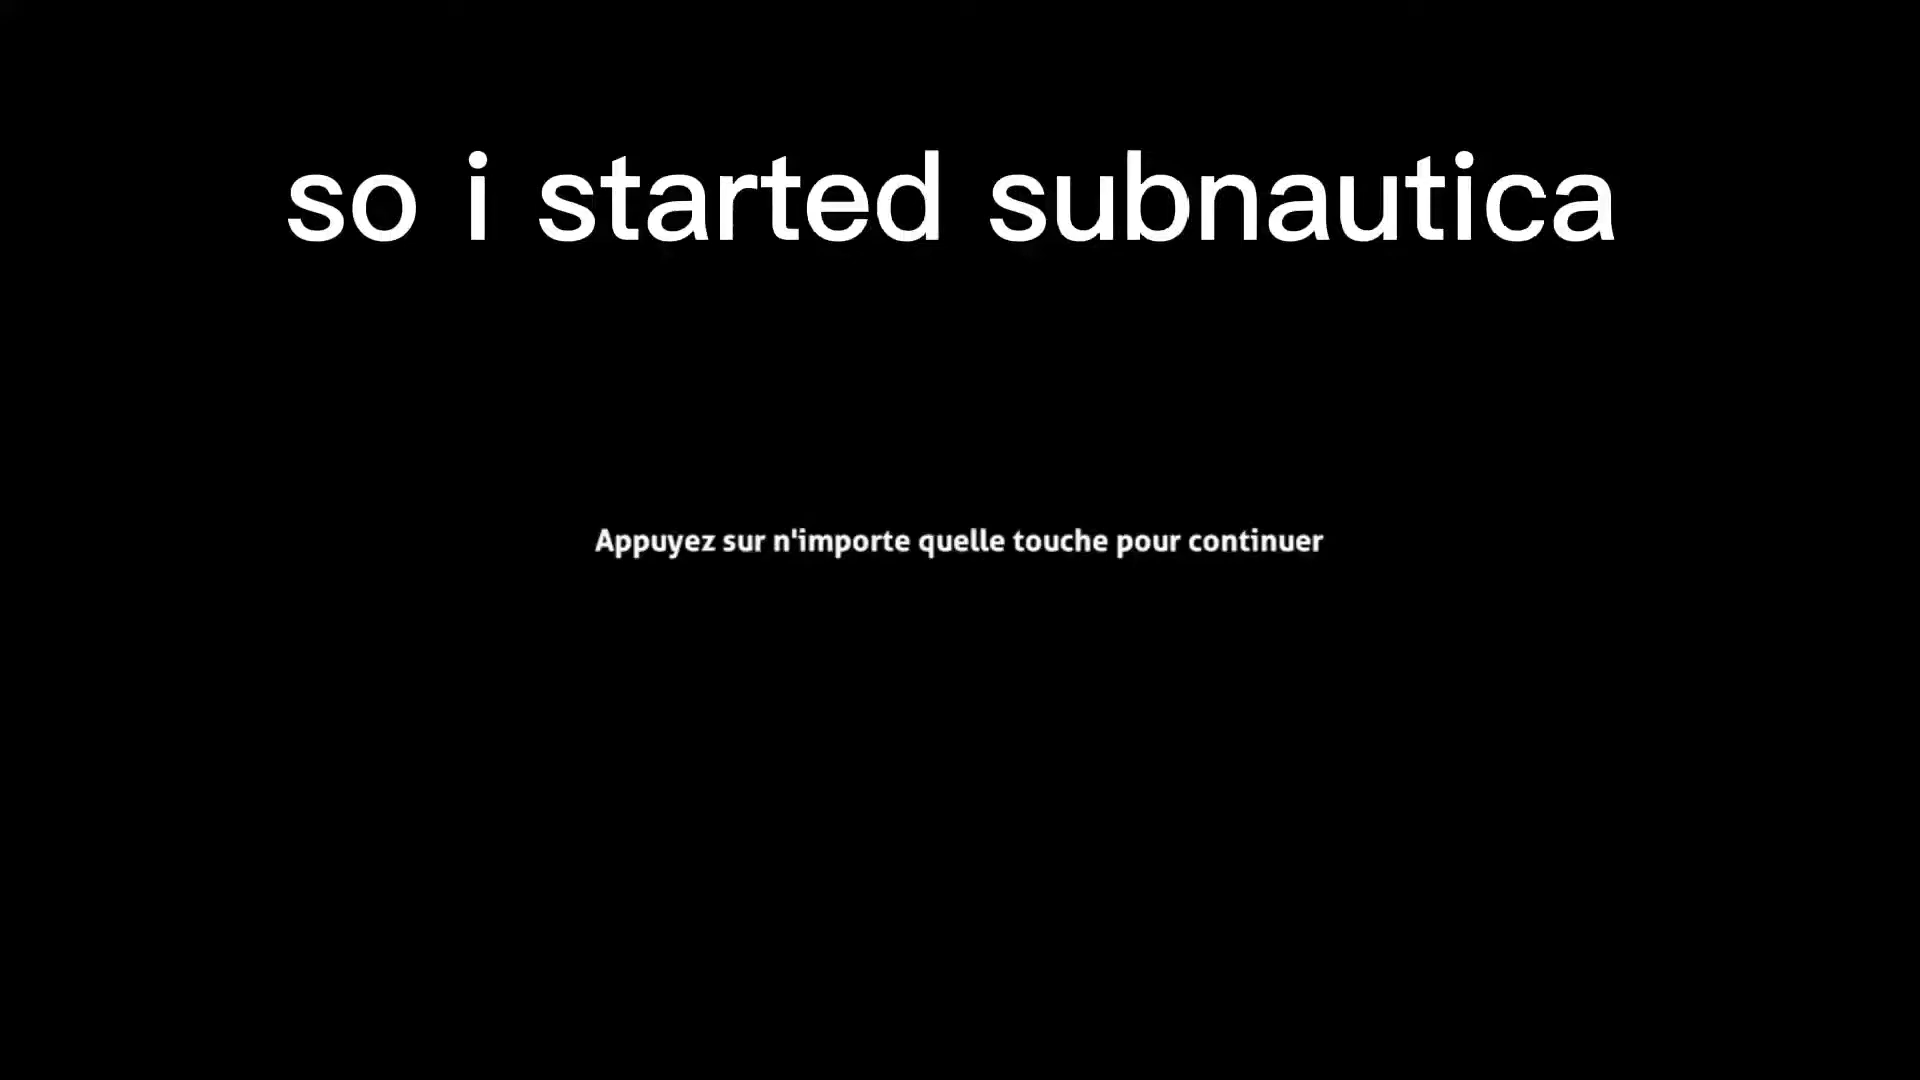 so i started subnautica
Appuyez sur n'importe quelle touche pour continuer